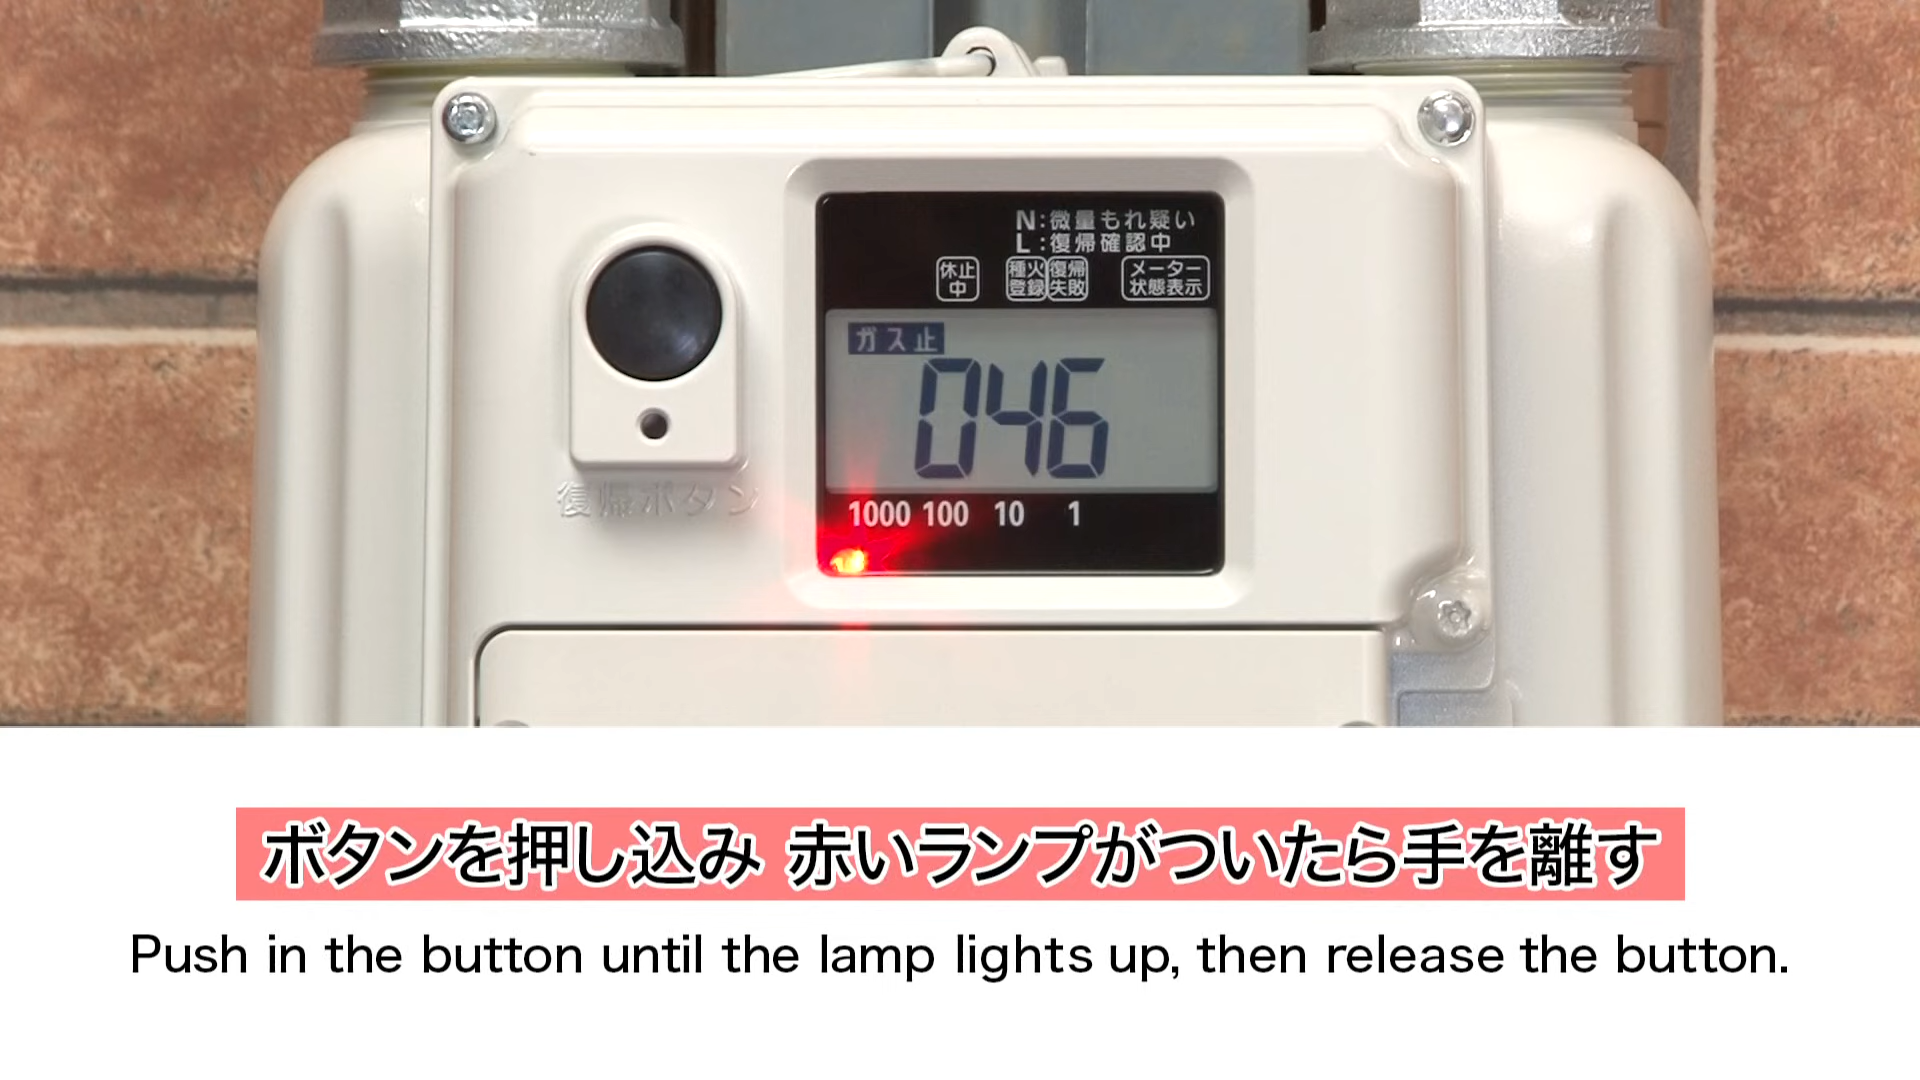 N:微量もれ疑い
L:復帰確認中
休止中
種火登録
復帰失敗
メーター状態表示
ガス止
046
1000 100 10 1
復帰ボタン
ボタンを押し込み 赤いランプがついたら手を離す
Push in the button until the lamp lights up, then release the button.